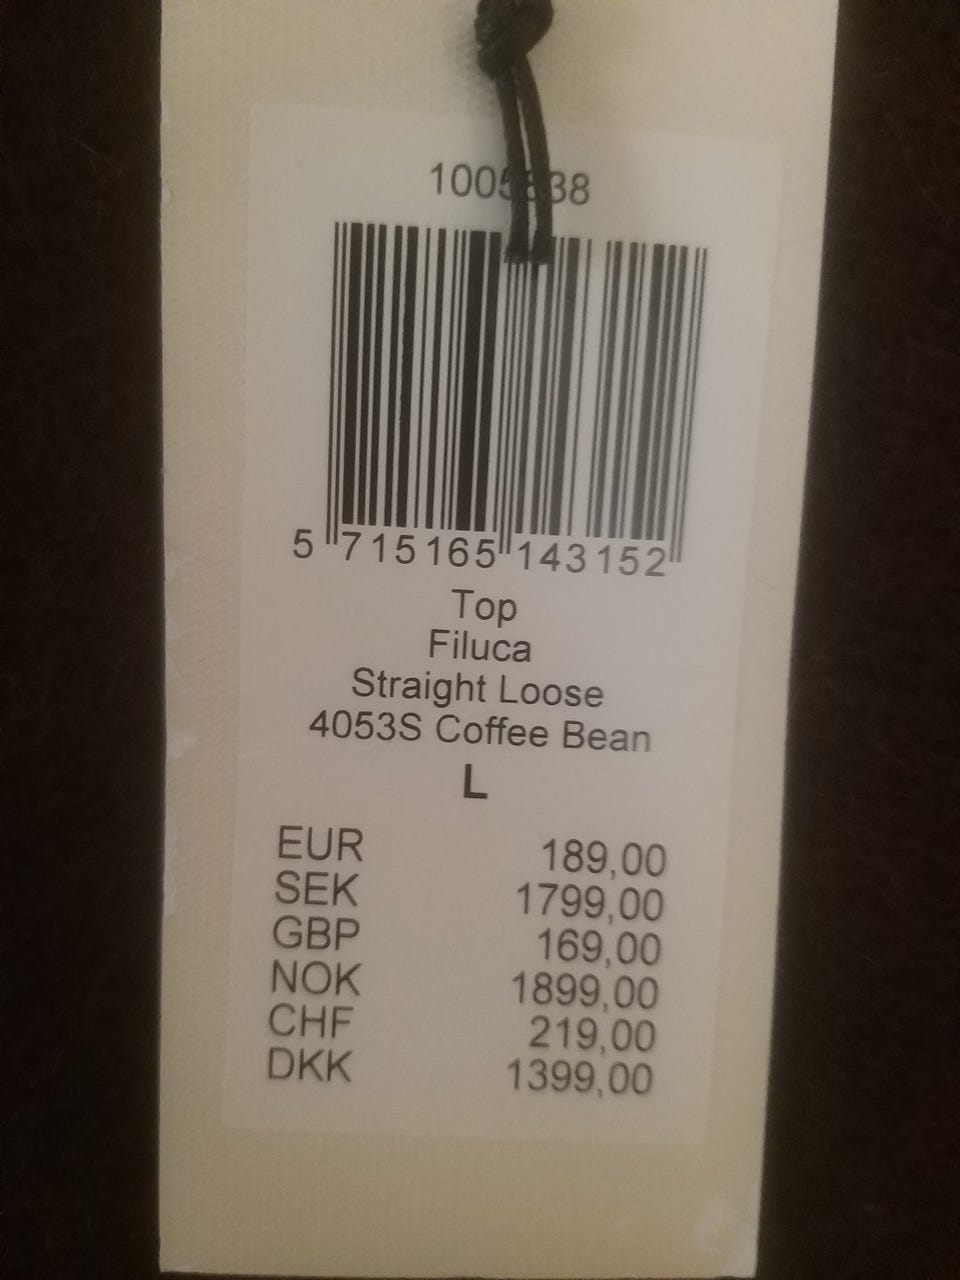 5 715165 143152
Top
Filuca
Straight Loose
4053S Coffee Bean
L
EUR 189,00
SEK 1799,00
GBP 169,00
NOK 1899,00
CHF 219,00
DKK 1399,00